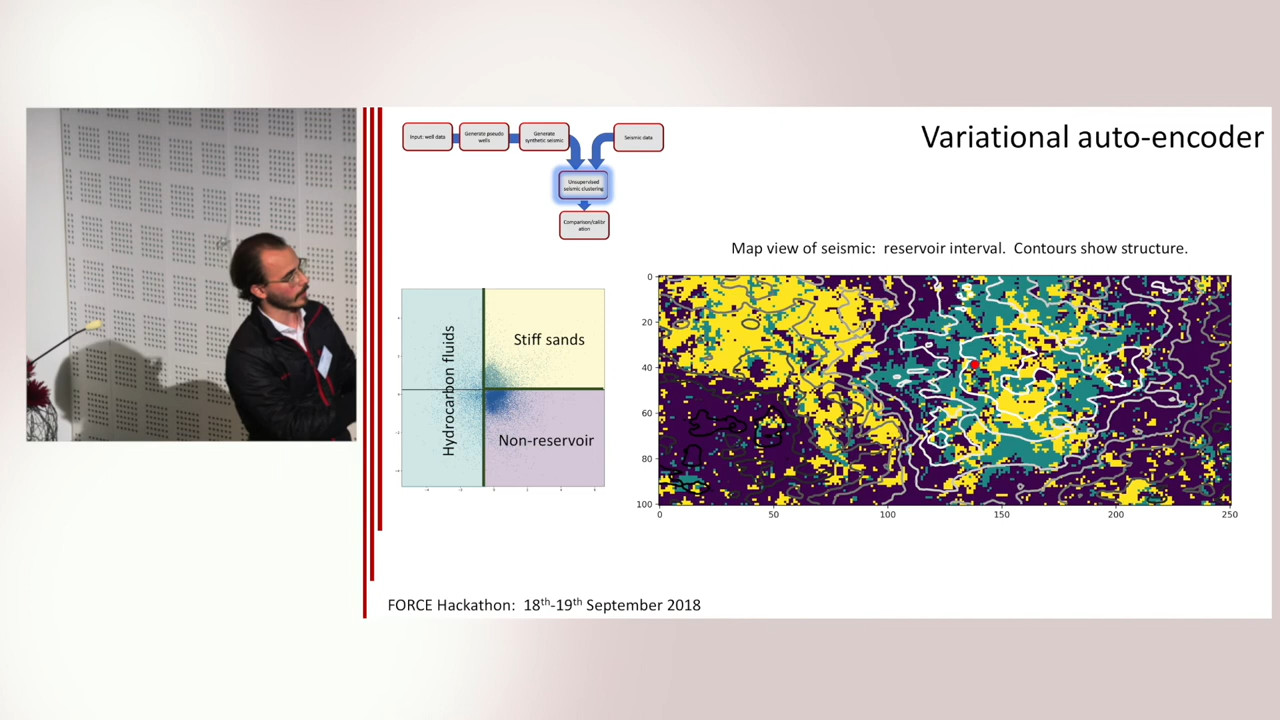 Input: well data
Generate pseudo
wells
Generate
synthetic seismic
Seismic data
Unsupervised
seismic clustering
Comparison/calibr
ation
Variational auto-encoder
Map view of seismic: reservoir interval. Contours show structure.
Hydrocarbon fluids
Stiff sands
Non-reservoir
0
20
40
60
80
100
0 50 100 150 200 250
FORCE Hackathon: 18th-19th September 2018